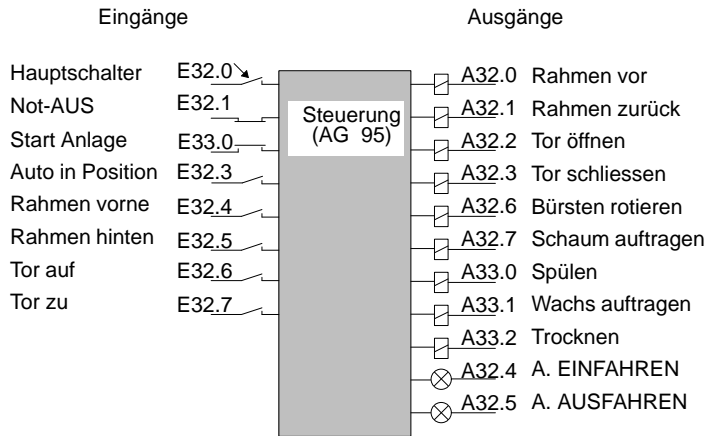 Eingänge Ausgänge
Hauptschalter E32.0 A32.0 Rahmen vor
Not-AUS E32.1 Steuerung A32.1 Rahmen zurück
Start Anlage E33.0 (AG 95) A32.2 Tor öffnen
Auto in Position E32.3 A32.3 Tor schliessen
Rahmen vorne E32.4 A32.6 Bürsten rotieren
Rahmen hinten E32.5 A32.7 Schaum auftragen
Tor auf E32.6 A33.0 Spülen
Tor zu E32.7 A33.1 Wachs auftragen
A33.2 Trocknen
A32.4 A. EINFAHREN
A32.5 A. AUSFAHREN